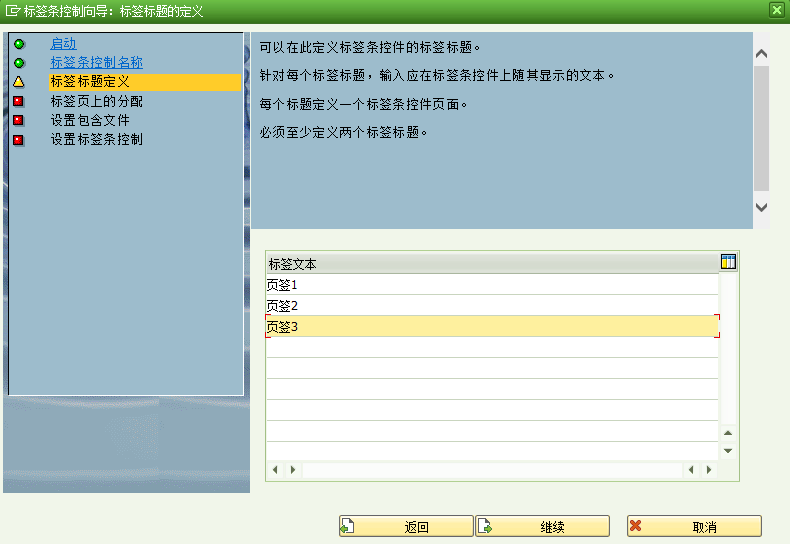 标签条控制向导：标签标题的定义
启动
标签条控制名称
标签标题定义
标签页上的分配
设置包含文件
设置标签条控制
可以在此定义标签条控件的标签标题。
针对每个标签标题，输入应在标签条控件上随其显示的文本。
每个标题定义一个标签条控件页面。
必须至少定义两个标签标题。
标签文本
页签1
页签2
页签3
返回
继续
取消